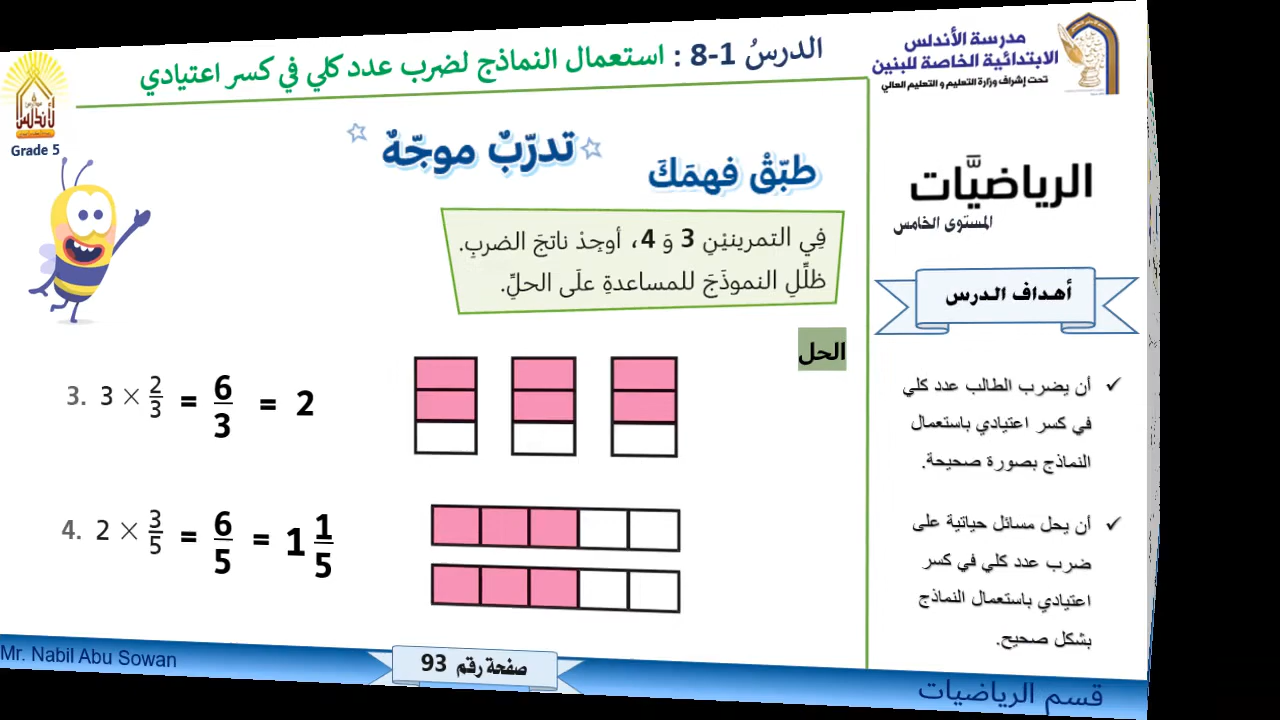 مدرسة الأندلس
الابتدائية الخاصة للبنين
تحت إشراف وزارة التعليم و التعليم العالي
الرياضيَّات
المستوى الخامس
أهداف الدرس
✓ أن يضرب الطالب عدد كلي
في كسر اعتيادي باستعمال
النماذج بصورة صحيحة.
✓ أن يحل مسائل حياتية على
ضرب عدد كلي في كسر
اعتيادي باستعمال النماذج
بشكل صحيح.
قسم الرياضيات
الدرسُ 1-8 : استعمال النماذج لضرب عدد كلي في كسر اعتيادي
Grade 5
تدرّبٌ موجّهٌ
طبّقْ فهمَكَ
فِي التمرينيْنِ 3 وَ 4، أوجِدْ ناتجَ الضربِ.
ظلِّلِ النموذَجَ للمساعدةِ علَى الحلِّ.
الحل
3. 3 × 2/3 = 6/3 = 2
4. 2 × 3/5 = 6/5 = 1 1/5
صفحة رقم 93
Mr. Nabil Abu Sowan